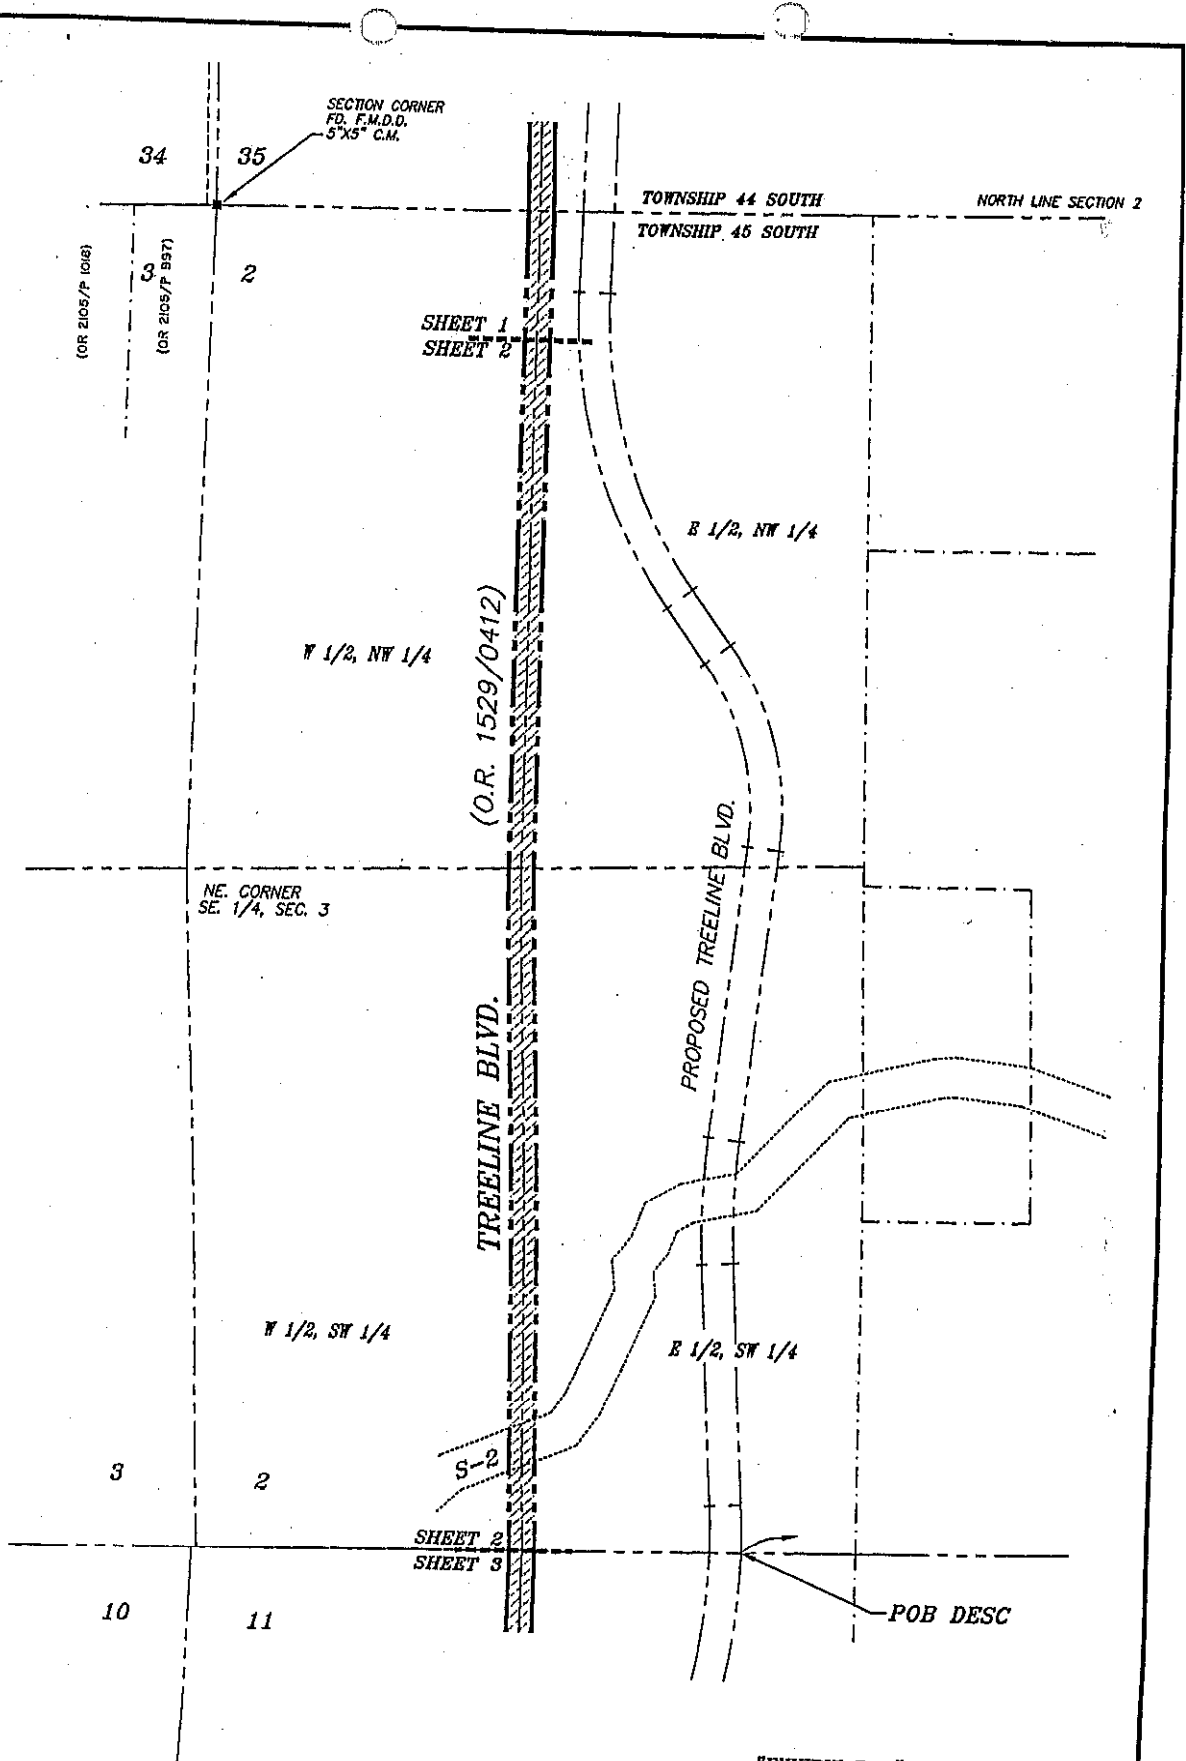 SECTION CORNER
FD. F.M.D.D.
5"X5" C.M.
34
35
TOWNSHIP 44 SOUTH
NORTH LINE SECTION 2
TOWNSHIP 45 SOUTH
(OR 2105/P 1018)
3
(OR 2105/P 997)
2
SHEET 1
SHEET 2
E 1/2, NW 1/4
W 1/2, NW 1/4
(O.R. 1529/0412)
PROPOSED TREELINE BLVD.
NE. CORNER
SE. 1/4, SEC. 3
TREELINE BLVD.
W 1/2, SW 1/4
E 1/2, SW 1/4
S-2
3
2
SHEET 2
SHEET 3
10
11
POB DESC